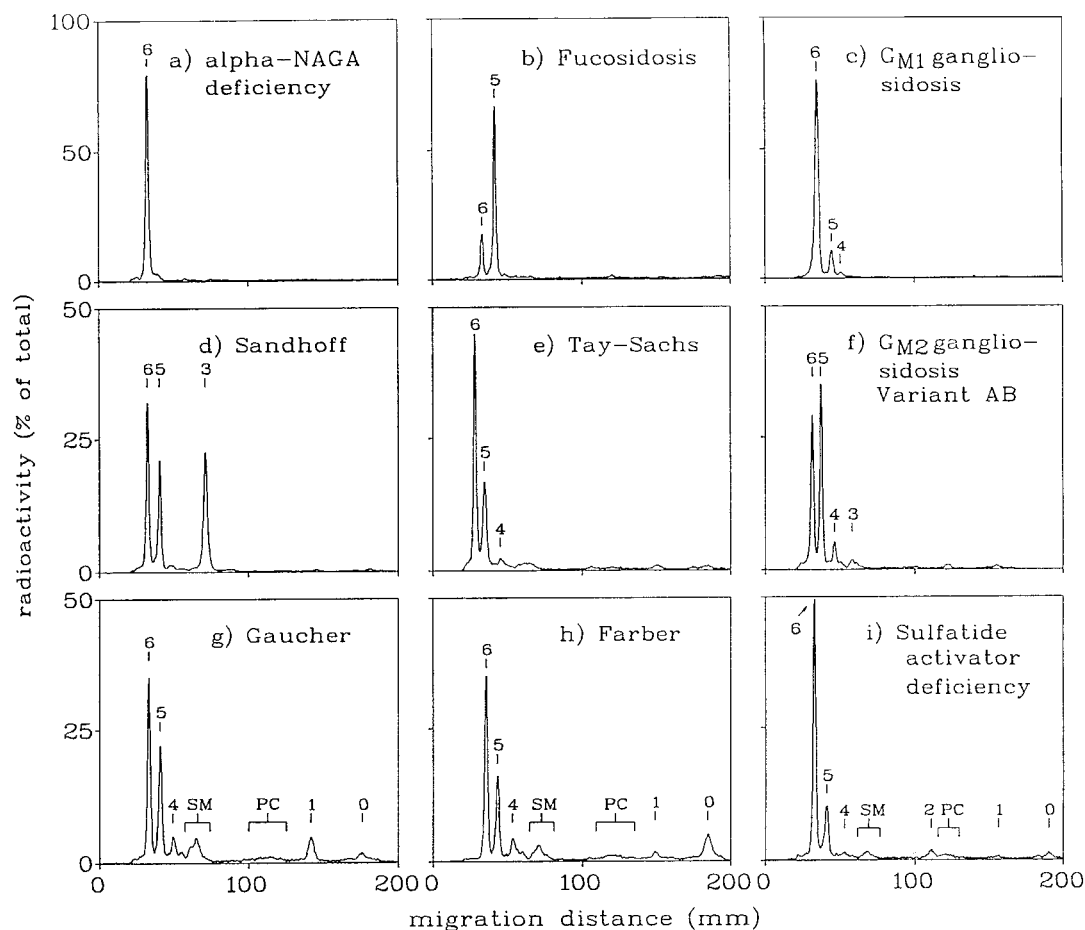 100
50
0
6
a) alpha-NAGA
deficiency
6
5
b) Fucosidosis
6
5
4
c) GM1 ganglio-
sidosis
radioactivity (% of total)
50
25
0
65
3
d) Sandhoff
6
5
4
e) Tay-Sachs
65
4
3
f) GM2 ganglio-
sidosis
Variant AB
50
25
0
6
5
4
SM
PC
1
0
g) Gaucher
6
5
4
SM
PC
1
0
h) Farber
6
5
4
SM
2
PC
1
0
i) Sulfatide
activator
deficiency
0
100
200
0
100
200
0
100
200
migration distance (mm)